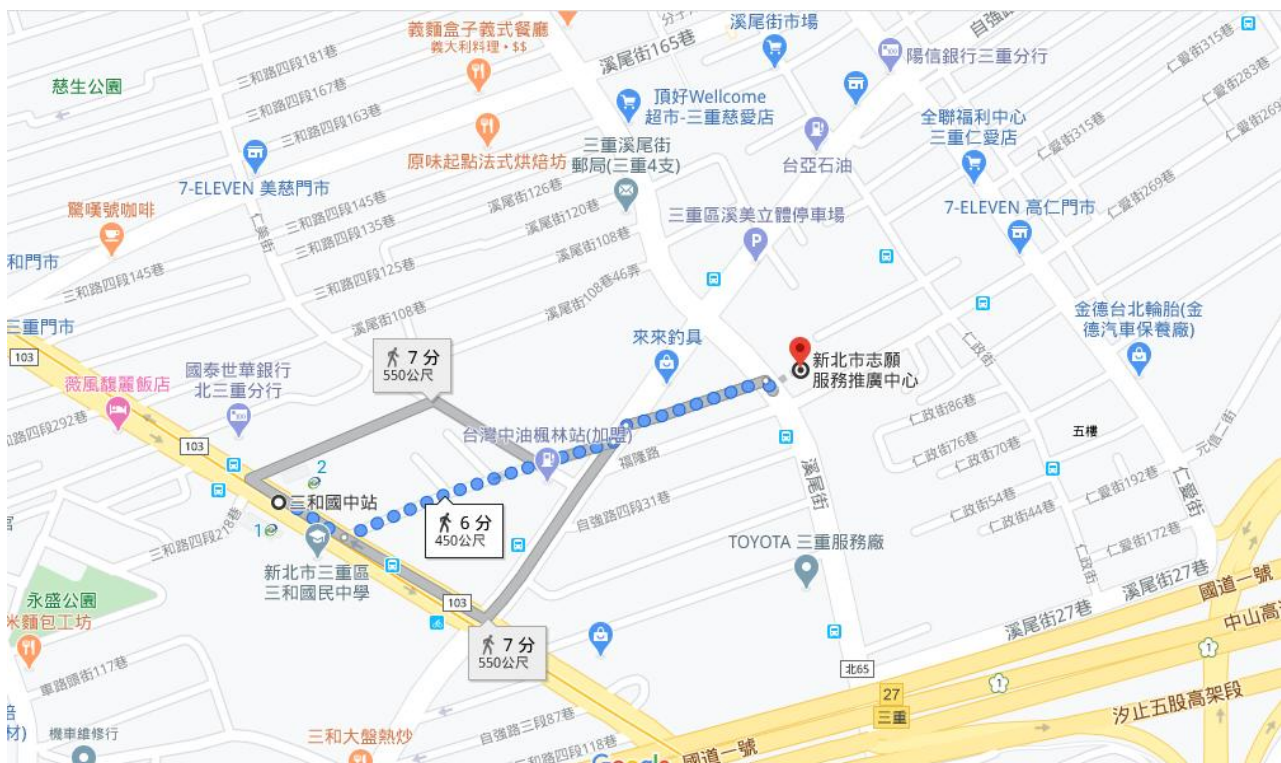 溪尾街市場
自強路
義麵盒子義式餐廳
義大利料理・$$
溪尾街165巷
三和路四段81巷
陽信銀行三重分行
仁愛街315巷
仁愛街283巷
慈生公園
三和路四段167巷
頂好Wellcome
超市-三重慈愛店
全聯福利中心
三重仁愛店
三和路四段163巷
原味起點法式烘焙坊
三重溪尾街
郵局(三重4支)
台亞石油
仁愛街315巷
7-ELEVEN 美慈門市
溪尾街126巷
仁愛街269巷
驚嘆號咖啡
三和路四段145巷
溪尾街120巷
三重區溪美立體停車場
7-ELEVEN 高仁門市
三和路四段135巷
溪尾街108巷
和門市
三和路四段145巷
三和路四段125巷
溪尾街108巷46弄
三重門市
溪尾街108巷
金德台北輪胎(金
德汽車保養廠)
103
來來釣具
仁政街
7 分
550公尺
國泰世華銀行
北三重分行
新北市志願
服務推廣中心
薇風馥麗飯店
仁政街86巷
五樓
元信二街
三和路四段292巷
103
台灣中油楓林站(加盟)
福隆路
仁政街76巷
仁政街70巷
2
三和國中站
溪尾街
仁愛街192巷
仁愛街
1
6 分
450公尺
自強路四段31巷
仁政街54巷
仁政街44巷
三和路四段218巷
TOYOTA 三重服務廠
仁愛街172巷
新北市三重區
三和國民中學
溪尾街27巷
國道一號
永盛公園
103
溪尾街27巷
中山高
米麵包工坊
7 分
550公尺
北65
1
1
車路頭街117巷
27
三重
汐止五股高架段
材)
機車維修行
三和大盤熱炒
自強路三段87巷
三和路四段118巷
Google
國道一號